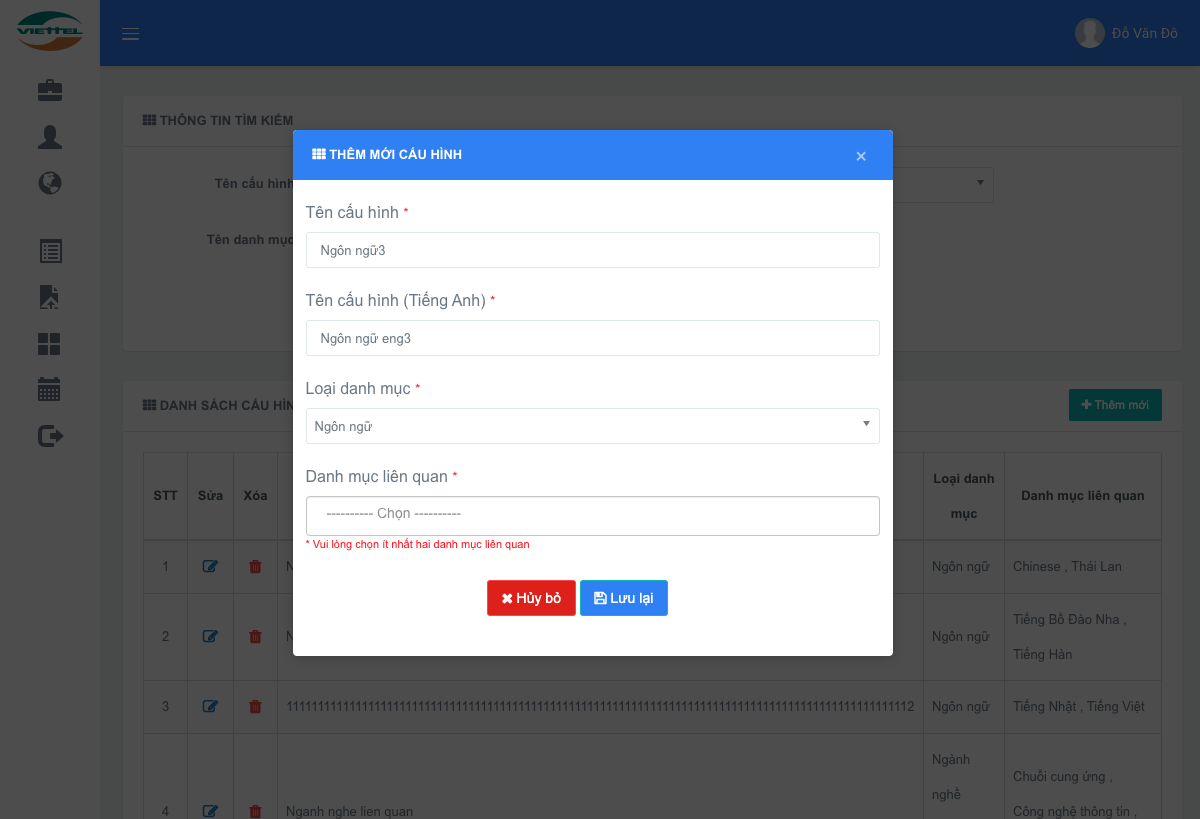 VIETTEL
Đỗ Văn Đô
THÔNG TIN TÌM KIẾM
Tên cấu hình
Tên danh mục
THÊM MỚI CẤU HÌNH
×
Tên cấu hình *
Ngôn ngữ3
Tên cấu hình (Tiếng Anh) *
Ngôn ngữ eng3
Loại danh mục *
Ngôn ngữ
Danh mục liên quan *
---------- Chọn ----------
* Vui lòng chọn ít nhất hai danh mục liên quan
Hủy bỏ Lưu lại
DANH SÁCH CẤU HÌN
Thêm mới
STT Sửa Xóa Loại danh mục Danh mục liên quan
1 N Ngôn ngữ Chinese , Thái Lan
2 N Ngôn ngữ Tiếng Bồ Đào Nha ,
Tiếng Hàn
3 Ngôn ngữ Tiếng Nhật , Tiếng Việt
4 Nganh nghe lien quan Ngành
nghề
Chuỗi cung ứng ,
Công nghệ thông tin ,